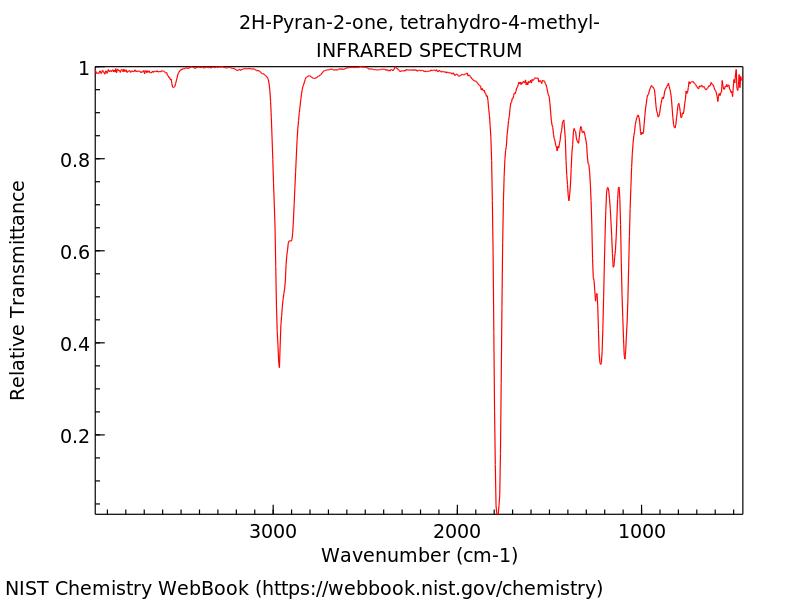 2H-Pyran-2-one, tetrahydro-4-methyl-
INFRARED SPECTRUM
1
0.8
0.6
0.4
0.2
Relative Transmittance
3000 2000 1000
Wavenumber (cm-1)
NIST Chemistry WebBook (https://webbook.nist.gov/chemistry)